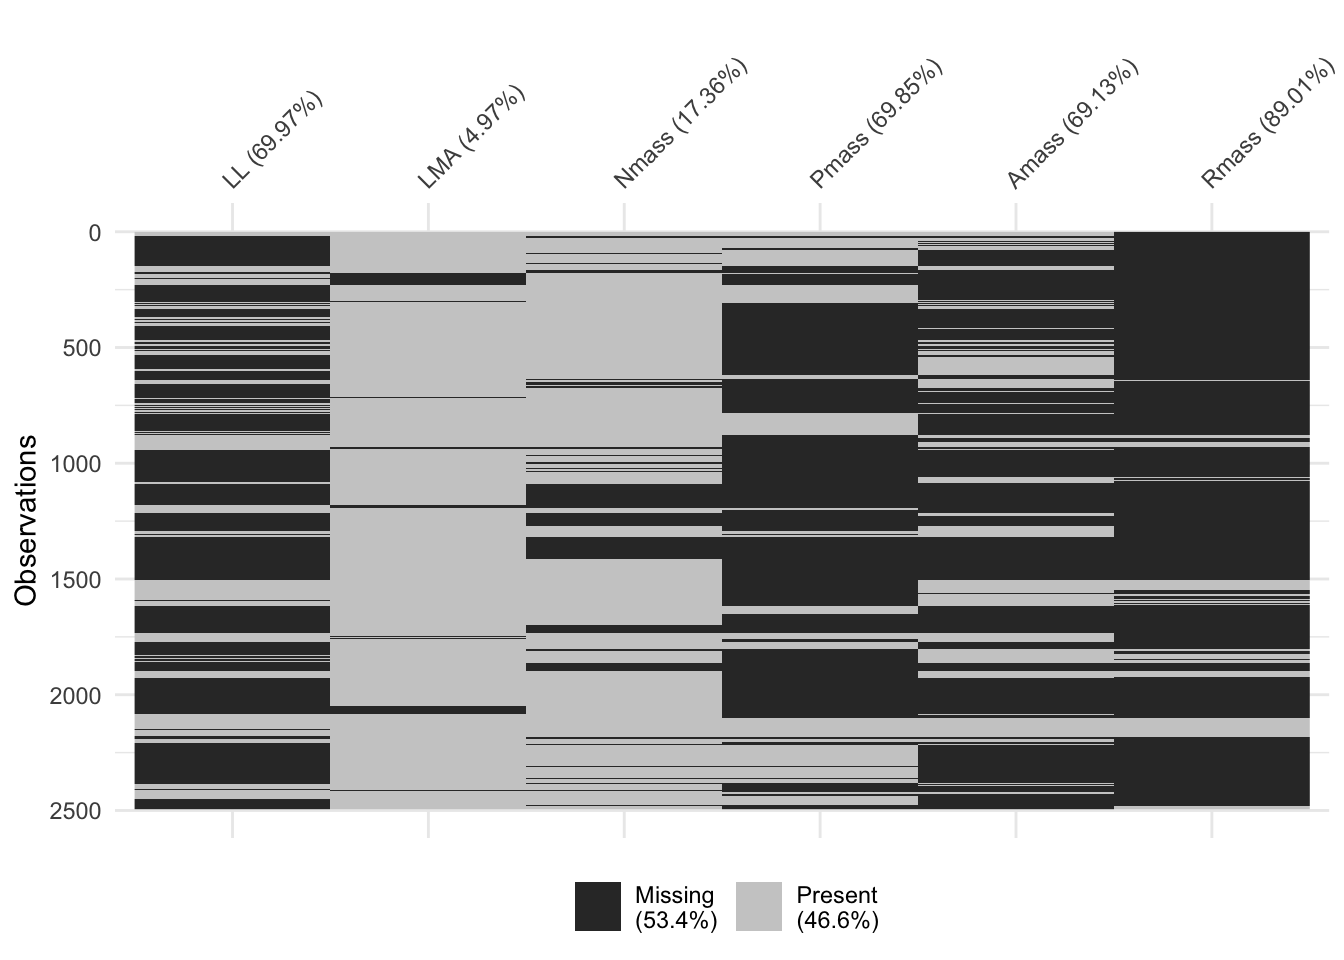 LL (69.97%)
LMA (4.97%)
Nmass (17.36%)
Pmass (69.85%)
Amass (69.13%)
Rmass (89.01%)
0
500
1000
1500
2000
2500
Observations
Missing
(53.4%)
Present
(46.6%)